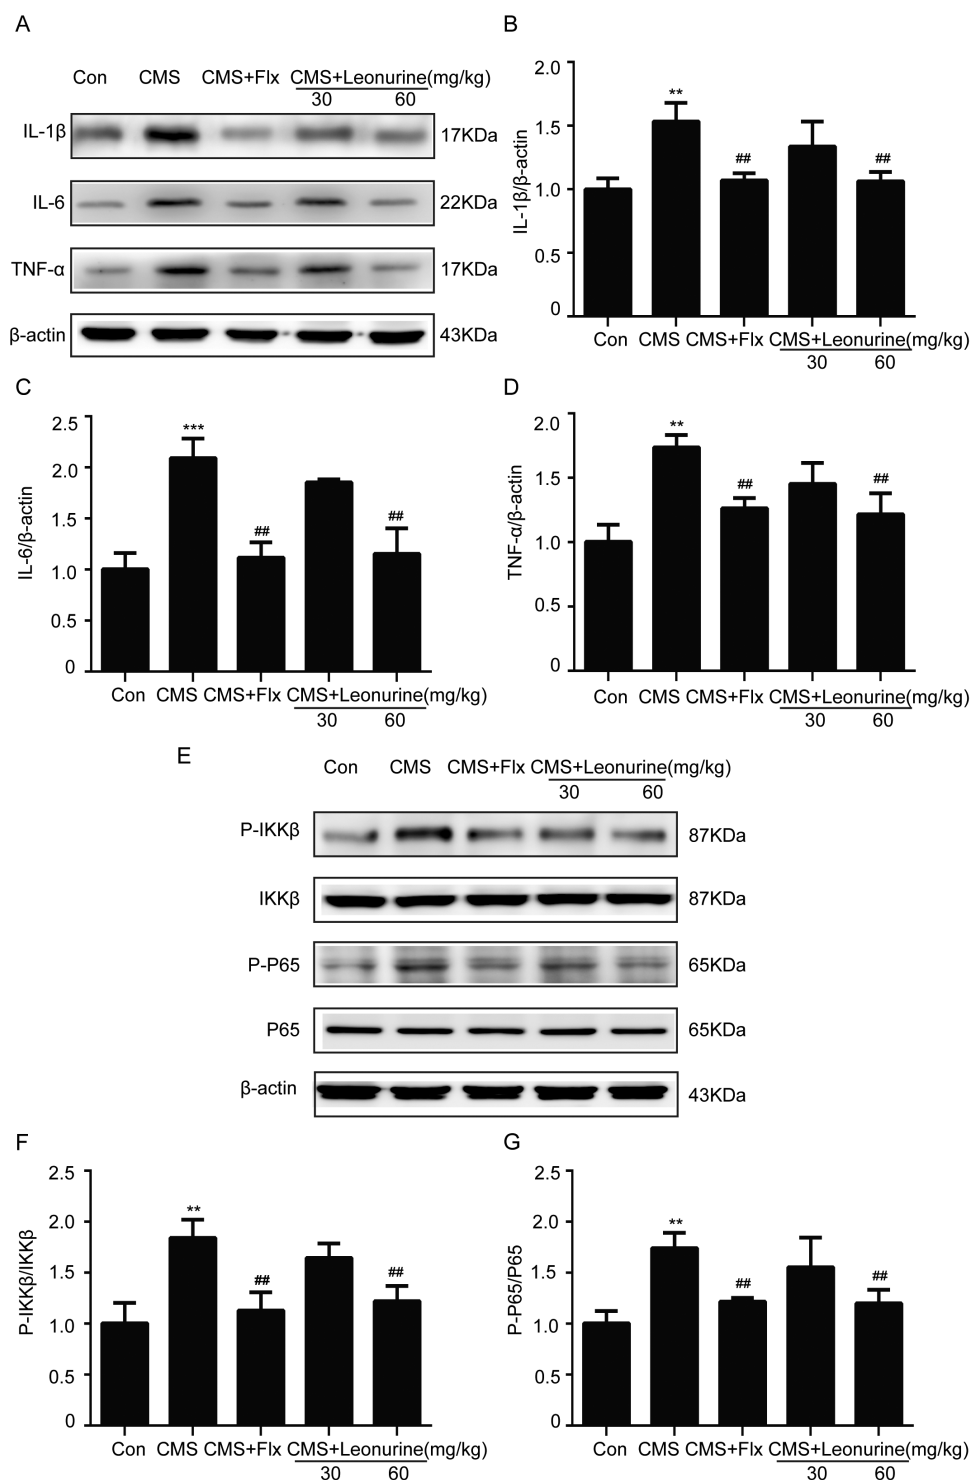 A
Con CMS CMS+Flx CMS+Leonurine(mg/kg)
30 60
IL-1β 17KDa
IL-6 22KDa
TNF-α 17KDa
β-actin 43KDa
B
2.0
1.5
1.0
0.5
0
IL-1β/β-actin
**
##
##
Con CMS CMS+Flx CMS+Leonurine(mg/kg)
30 60
C
2.5
2.0
1.5
1.0
0.5
0
IL-6/β-actin
***
##
##
Con CMS CMS+Flx CMS+Leonurine(mg/kg)
30 60
D
2.0
1.5
1.0
0.5
0
TNF-α/β-actin
**
##
##
Con CMS CMS+Flx CMS+Leonurine(mg/kg)
30 60
E
Con CMS CMS+Flx CMS+Leonurine(mg/kg)
30 60
P-IKKβ 87KDa
IKKβ 87KDa
P-P65 65KDa
P65 65KDa
β-actin 43KDa
F
2.5
2.0
1.5
1.0
0.5
0
P-IKKβ/IKKβ
**
##
##
Con CMS CMS+Flx CMS+Leonurine(mg/kg)
30 60
G
2.5
2.0
1.5
1.0
0.5
0
P-P65/P65
**
##
##
Con CMS CMS+Flx CMS+Leonurine(mg/kg)
30 60